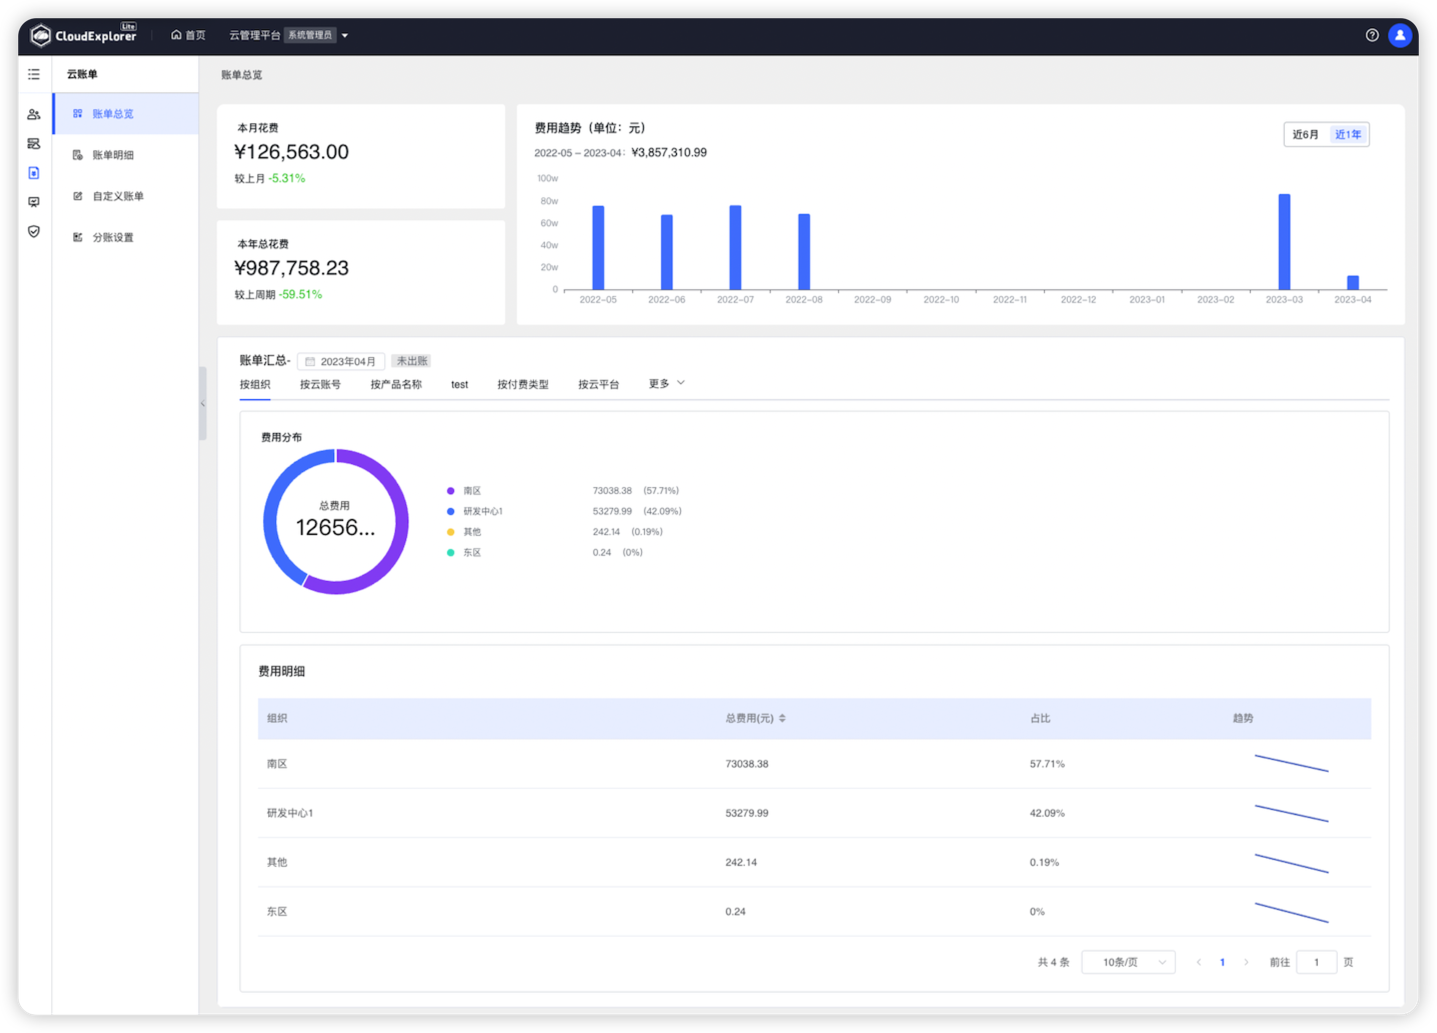 CloudExplorer Lite
首页
云管理平台 系统管理员
云账单
账单总览
账单明细
自定义账单
分账设置
账单总览
本月花费
¥126,563.00
较上月 -5.31%
本年总花费
¥987,758.23
较上周期 -59.51%
费用趋势（单位：元）
近6月 近1年
2022-05 – 2023-04： ¥3,857,310.99
100w
80w
60w
40w
20w
0
2022-05 2022-06 2022-07 2022-08 2022-09 2022-10 2022-11 2022-12 2023-01 2023-02 2023-03 2023-04
账单汇总- 2023年04月 未出账
按组织 按云账号 按产品名称 test 按付费类型 按云平台 更多
费用分布
总费用
12656...
南区 73038.38 (57.71%)
研发中心1 53279.99 (42.09%)
其他 242.14 (0.19%)
东区 0.24 (0%)
费用明细
组织 总费用(元) 占比 趋势
南区 73038.38 57.71%
研发中心1 53279.99 42.09%
其他 242.14 0.19%
东区 0.24 0%
共 4 条 10条/页 1 前往 1 页